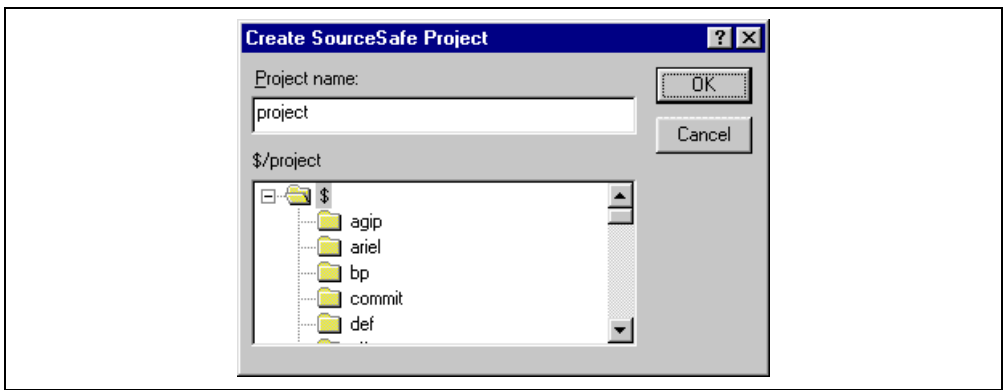 Create SourceSafe Project
Project name:
OK
project
Cancel
$/project
$
agip
ariel
bp
commit
def